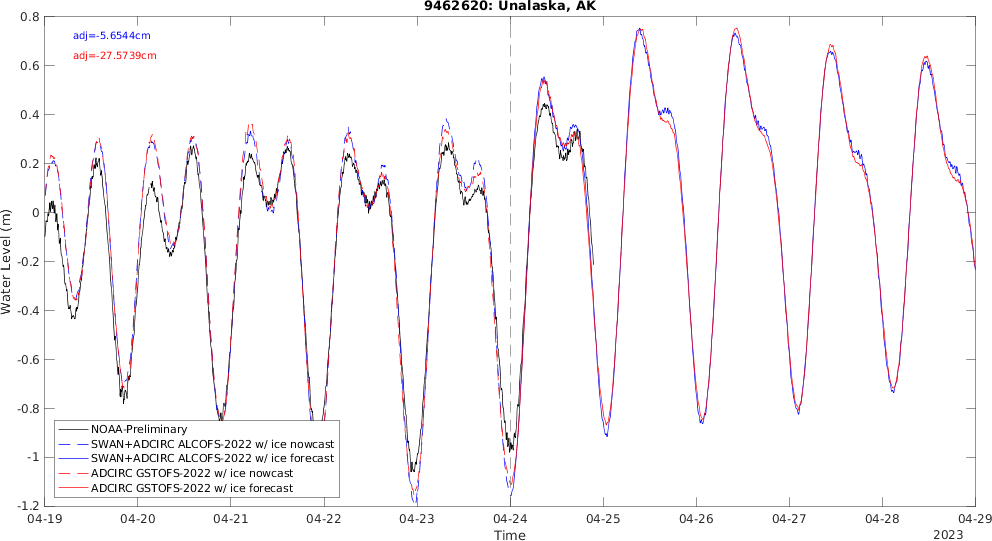 9462620: Unalaska, AK
adj=-5.6544cm
adj=-27.5739cm
Water Level (m)
0.8
0.6
0.4
0.2
0
-0.2
-0.4
-0.6
-0.8
-1
-1.2
NOAA-Preliminary
SWAN+ADCIRC ALCOFS-2022 w/ ice nowcast
SWAN+ADCIRC ALCOFS-2022 w/ ice forecast
ADCIRC GSTOFS-2022 w/ ice nowcast
ADCIRC GSTOFS-2022 w/ ice forecast
04-19 04-20 04-21 04-22 04-23 04-24 04-25 04-26 04-27 04-28 04-29
Time
2023